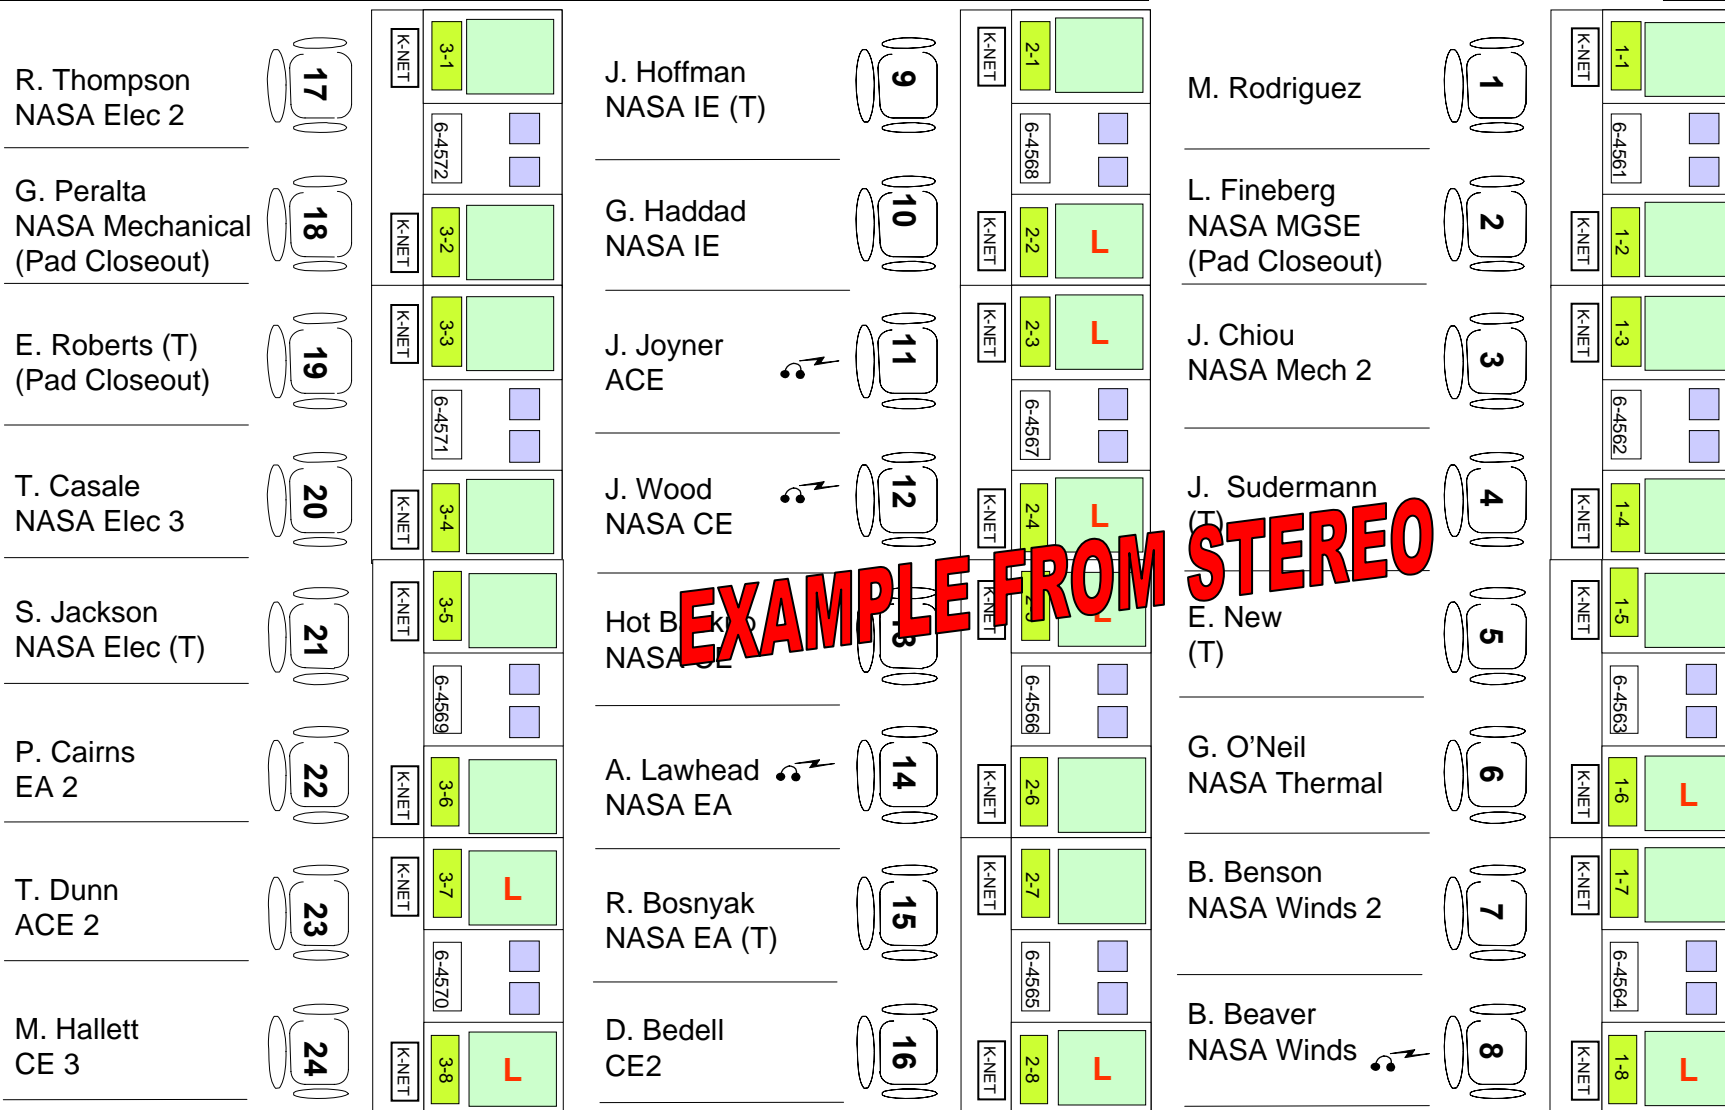 R. Thompson
NASA Elec 2
17
K-NET
3-1
6-4572
G. Peralta
NASA Mechanical
(Pad Closeout)
18
K-NET
3-2
E. Roberts (T)
(Pad Closeout)
19
K-NET
3-3
6-4571
T. Casale
NASA Elec 3
20
K-NET
3-4
S. Jackson
NASA Elec (T)
21
K-NET
3-5
6-4569
P. Cairns
EA 2
22
K-NET
3-6
T. Dunn
ACE 2
23
K-NET
3-7
L
6-4570
M. Hallett
CE 3
24
K-NET
3-8
L
J. Hoffman
NASA IE (T)
9
K-NET
2-1
6-4568
G. Haddad
NASA IE
10
K-NET
2-2
L
J. Joyner
ACE
11
K-NET
2-3
L
6-4567
J. Wood
NASA CE
12
K-NET
2-4
L
Hot
NASA
13
K-NET
L
6-4566
A. Lawhead
NASA EA
14
K-NET
2-6
R. Bosnyak
NASA EA (T)
15
K-NET
2-7
6-4565
D. Bedell
CE2
16
K-NET
2-8
L
EXAMPLE FROM STEREO
M. Rodriguez
1
K-NET
1-1
6-4561
L. Fineberg
NASA MGSE
(Pad Closeout)
2
K-NET
1-2
J. Chiou
NASA Mech 2
3
K-NET
1-3
6-4562
J. Sudermann
(T)
4
K-NET
1-4
E. New
(T)
5
K-NET
1-5
6-4563
G. O'Neil
NASA Thermal
6
K-NET
1-6
L
B. Benson
NASA Winds 2
7
K-NET
1-7
6-4564
B. Beaver
NASA Winds
8
K-NET
1-8
L